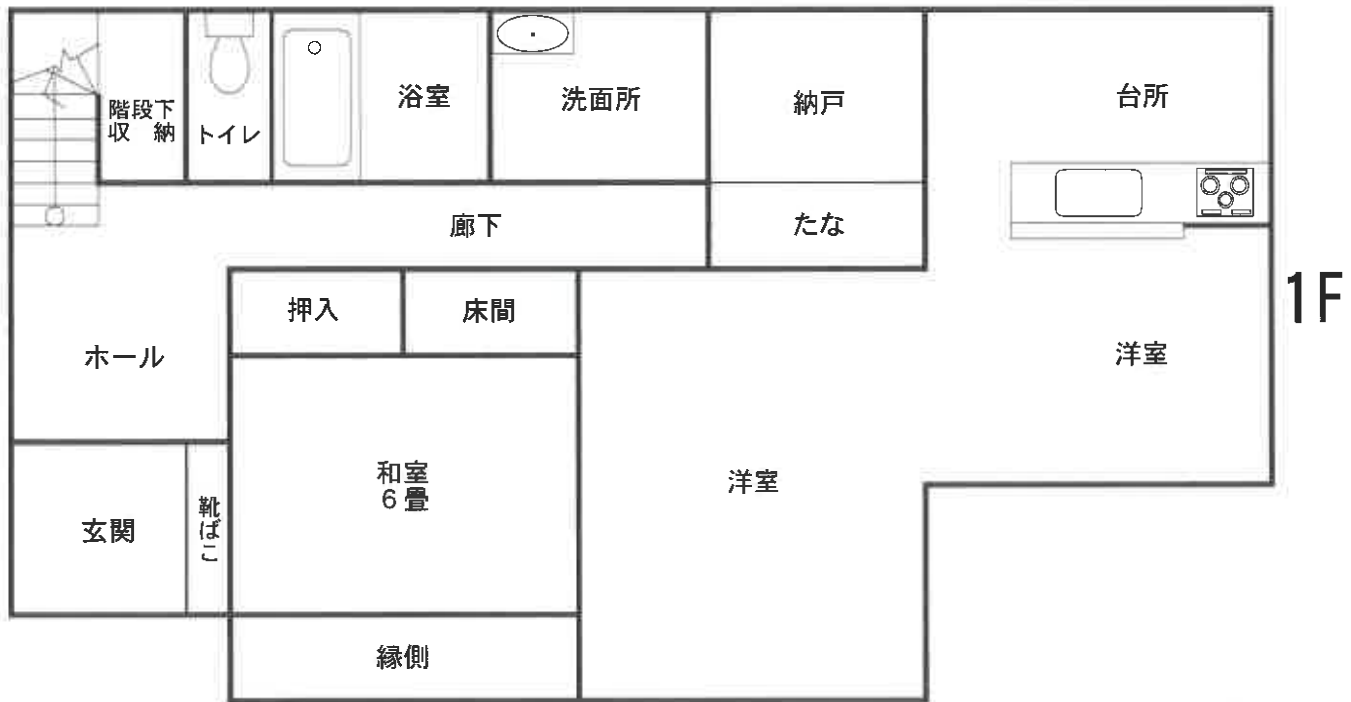 階段下
収 納
トイレ
浴室
洗面所
納戸
台所
廊下
たな
押入
床間
1F
ホール
洋室
和室
6畳
洋室
玄関
靴ばこ
縁側